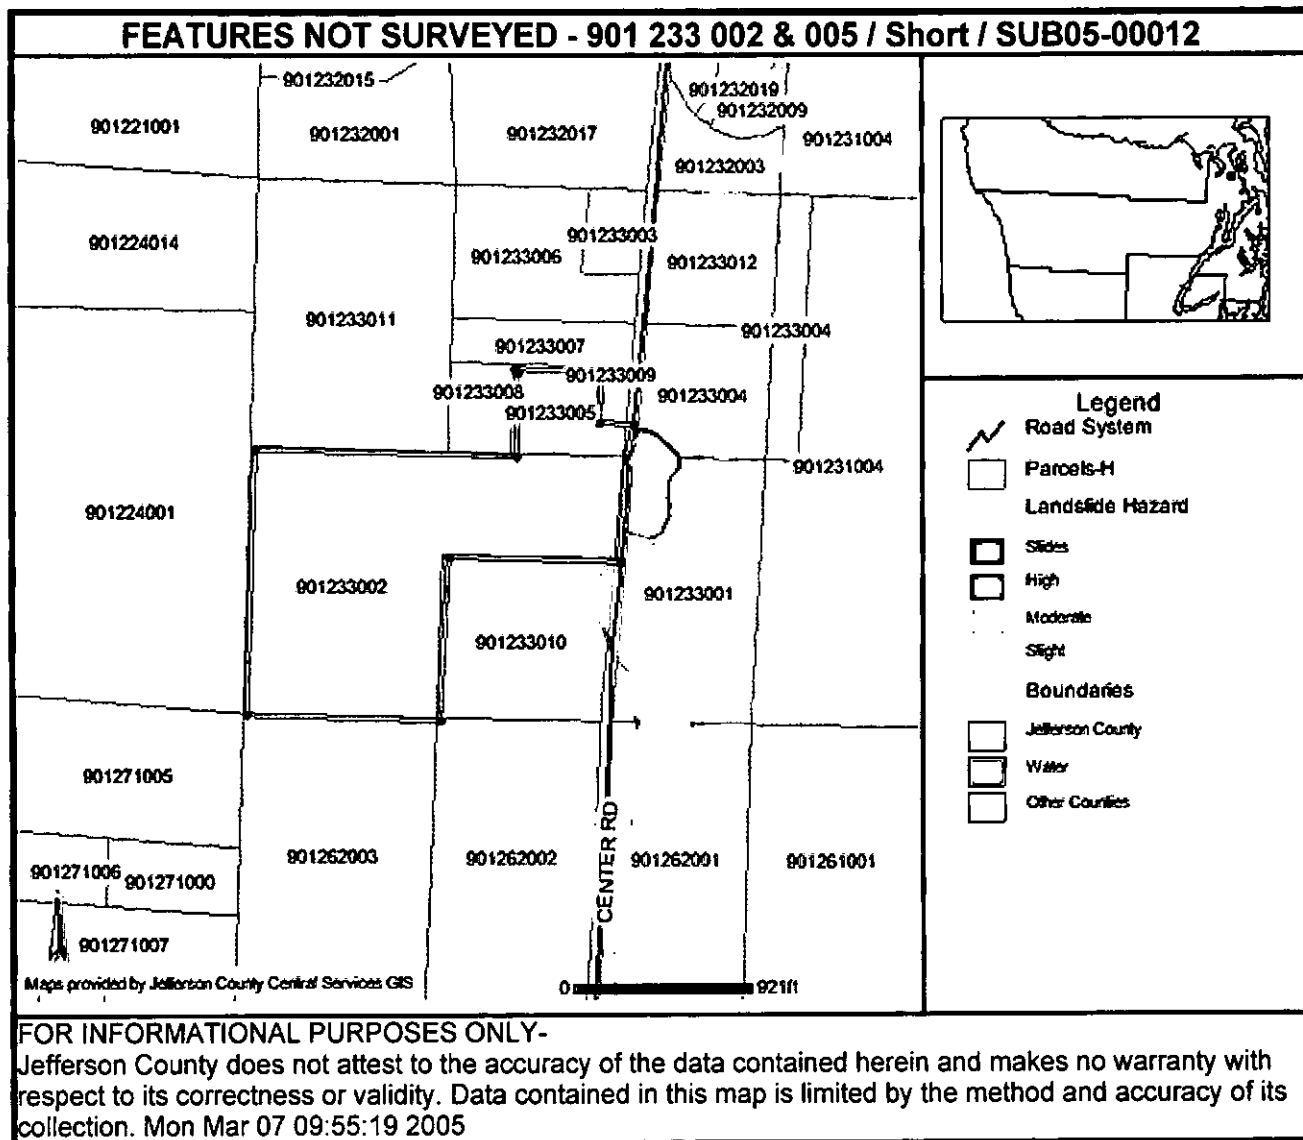 FEATURES NOT SURVEYED - 901 233 002 & 005 / Short / SUB05-00012
901232015
901232019
901232009
901221001
901232001
901232017
901231004
901232003
901224014
901233006
901233003
901233012
901233011
901233004
901233007
901233009
901233008
901233004
901233005
901231004
901224001
901233002
901233001
901233010
901271005
901262003
901262002
901262001
901261001
901271006
901271000
901271007
CENTER RD
Maps provided by Jefferson County Central Services GIS
0
921ft
Legend
Road System
Parcels-H
Landslide Hazard
Slides
High
Moderate
Slight
Boundaries
Jefferson County
Water
Other Counties
FOR INFORMATIONAL PURPOSES ONLY-
Jefferson County does not attest to the accuracy of the data contained herein and makes no warranty with
respect to its correctness or validity. Data contained in this map is limited by the method and accuracy of its
collection. Mon Mar 07 09:55:19 2005